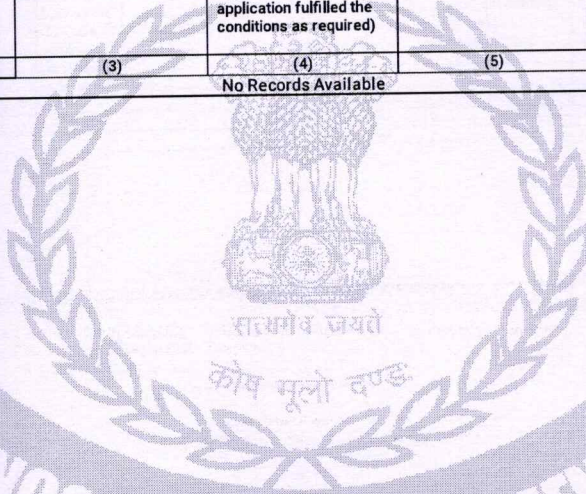 application fulfilled the
conditions as required)
(3) (4) (5)
No Records Available
सत्यमेव जयते
कोष मूलो दण्डः